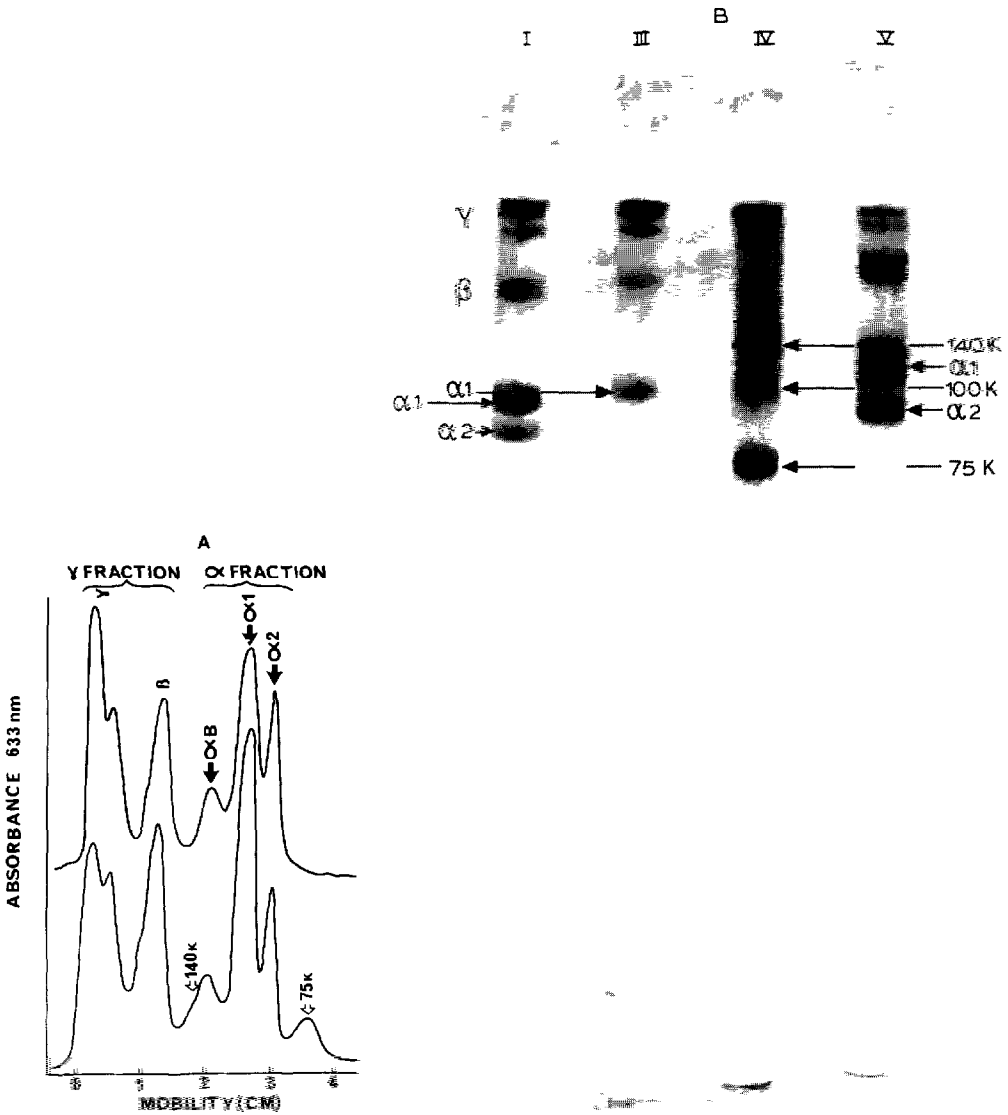 B
I III IV V
γ
β
140K
α1
α1
100K
α1
α2
α2
75 K
A
γ FRACTION α FRACTION
γ
β
αB
α1
α2
140K
75K
ABSORBANCE 633 nm
MOBILITY (CM)